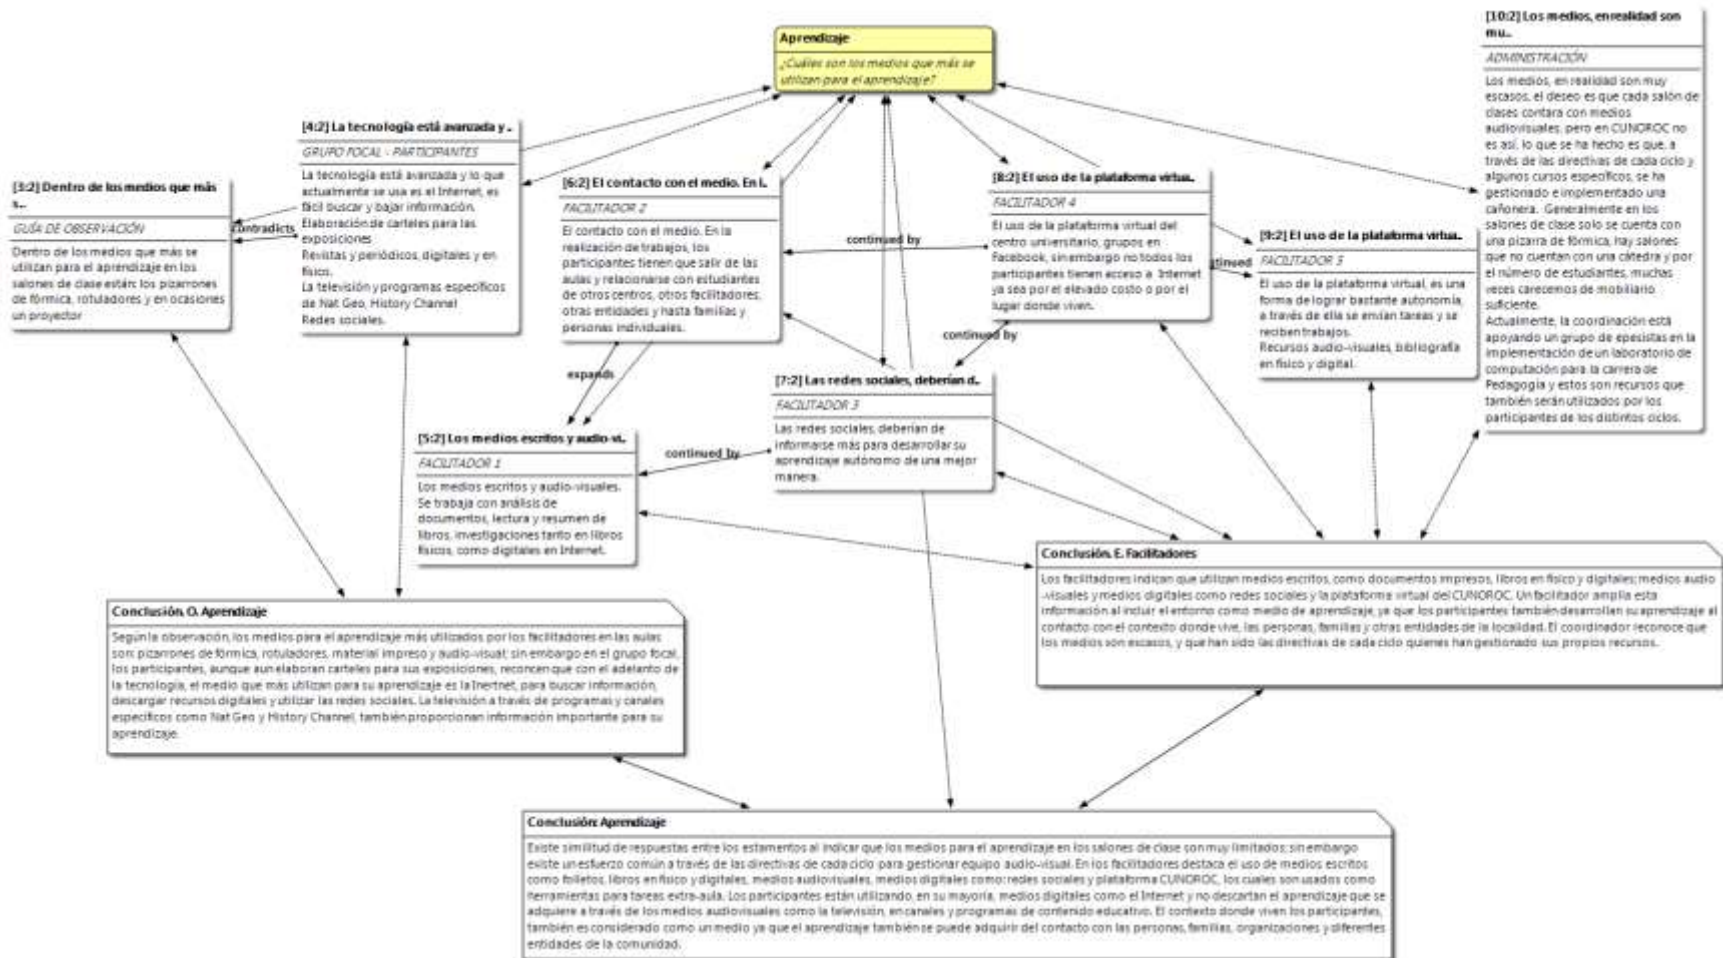 Aprendizaje
¿Cuáles son los medios que más se
utilizan para el aprendizaje?
[10:2] Los medios, enrealidad son
mu..
ADMINISTRACIÓN
Los medios, en realidad son muy
escasos, el deseo es que cada salón de
clases contara con medios
audiovisuales, pero en CUNOROC no
es así, lo que se ha hecho es que, a
través de las directivas de cada ciclo y
algunos cursos específicos, se ha
gestionado e implementado una
cañonera. Generalmente en los
salones de clase solo se cuenta con
una pizarra de fórmica, hay salones
que no cuentan con una cátedra y por
el número de estudiantes, muchas
veces carecemos de mobiliario
suficiente.
Actualmente, la coordinación está
apoyando un grupo de epesistas en la
implementación de un laboratorio de
computación para la carrera de
Pedagogía y estos son recursos que
también serán utilizados por los
participantes de los distintos ciclos.
[4:2] La tecnología está avanzada y ..
GRUPO FOCAL - PARTICIPANTES
La tecnología está avanzada y lo que
actualmente se usa es el Internet, es
fácil buscar y bajar información.
Elaboración de carteles para las
exposiciones
Revistas y periódicos, digitales y en
físico.
La televisión y programas específicos
de Nat Geo, History Channel
Redes sociales.
[3:2] Dentro de los medios que más
s..
GUÍA DE OBSERVACIÓN
Dentro de los medios que más se
utilizan para el aprendizaje en los
salones de clase están: los pizarrones
de fórmica, rotuladores y en ocasiones
un proyector
contradicts
[6:2] El contacto con el medio. En l..
FACILITADOR 2
El contacto con el medio. En la
realización de trabajos, los
participantes tienen que salir de las
aulas y relacionarse con estudiantes
de otros centros, otros facilitadores,
otras entidades y hasta familias y
personas individuales.
continued by
[8:2] El uso de la plataforma virtua..
FACILITADOR 4
El uso de la plataforma virtual del
centro universitario, grupos en
Facebook, sin embargo no todos los
participantes tienen acceso a Internet
ya sea por el elevado costo o por el
lugar donde viven.
tinued
[9:2] El uso de la plataforma virtua..
FACILITADOR 5
El uso de la plataforma virtual, es una
forma de lograr bastante autonomía,
a través de ella se envían tareas y se
reciben trabajos.
Recursos audio-visuales, bibliografía
en físico y digital.
continued by
expands
[7:2] Las redes sociales, deberían d..
FACILITADOR 3
Las redes sociales, deberían de
informarse más para desarrollar su
aprendizaje autónomo de una mejor
manera.
continued by
[5:2] Los medios escritos y audio-vi..
FACILITADOR 1
Los medios escritos y audio-visuales.
Se trabaja con análisis de
documentos, lectura y resumen de
libros, investigaciones tanto en libros
físicos, como digitales en Internet.
Conclusión. E. Facilitadores
Los facilitadores indican que utilizan medios escritos, como documentos impresos, libros en físico y digitales; medios audio
-visuales y medios digitales como redes sociales y la plataforma virtual del CUNOROC. Un facilitador amplía esta
información al incluir el entorno como medio de aprendizaje, ya que los participantes también desarrollan su aprendizaje al
contacto con el contexto donde vive, las personas, familias y otras entidades de la localidad. El coordinador reconoce que
los medios son escasos, y que han sido las directivas de cada ciclo quienes han gestionado sus propios recursos.
Conclusión. O. Aprendizaje
Según la observación, los medios para el aprendizaje más utilizados por los facilitadores en las aulas
son: pizarrones de fórmica, rotuladores, material impreso y audio-visual; sin embargo en el grupo focal,
los participantes, aunque aun elaboran carteles para sus exposiciones, reconcen que con el adelanto de
la tecnología, el medio que más utilizan para su aprendizaje es la Inertnet, para buscar información,
descargar recursos digitales y utilizar las redes sociales. La televisión a través de programas y canales
específicos como Nat Geo y History Channel, también proporcionan información importante para su
aprendizaje.
Conclusión: Aprendizaje
Existe similitud de respuestas entre los estamentos al indicar que los medios para el aprendizaje en los salones de clase son muy limitados; sin embargo
existe un esfuerzo común a través de las directivas de cada ciclo para gestionar equipo audio-visual. En los facilitadores destaca el uso de medios escritos
como folletos, libros en físico y digitales, medios audiovisuales, medios digitales como: redes sociales y plataforma CUNOROC, los cuales son usados como
herramientas para tareas extra-aula. Los participantes están utilizando, en su mayoría, medios digitales como el Internet y no descartan el aprendizaje que se
adquiere a través de los medios audiovisuales como la televisión, en canales y programas de contenido educativo. El contexto donde viven los participantes,
también es considerado como un medio ya que el aprendizaje también se puede adquirir del contacto con las personas, familias, organizaciones y diferentes
entidades de la comunidad.